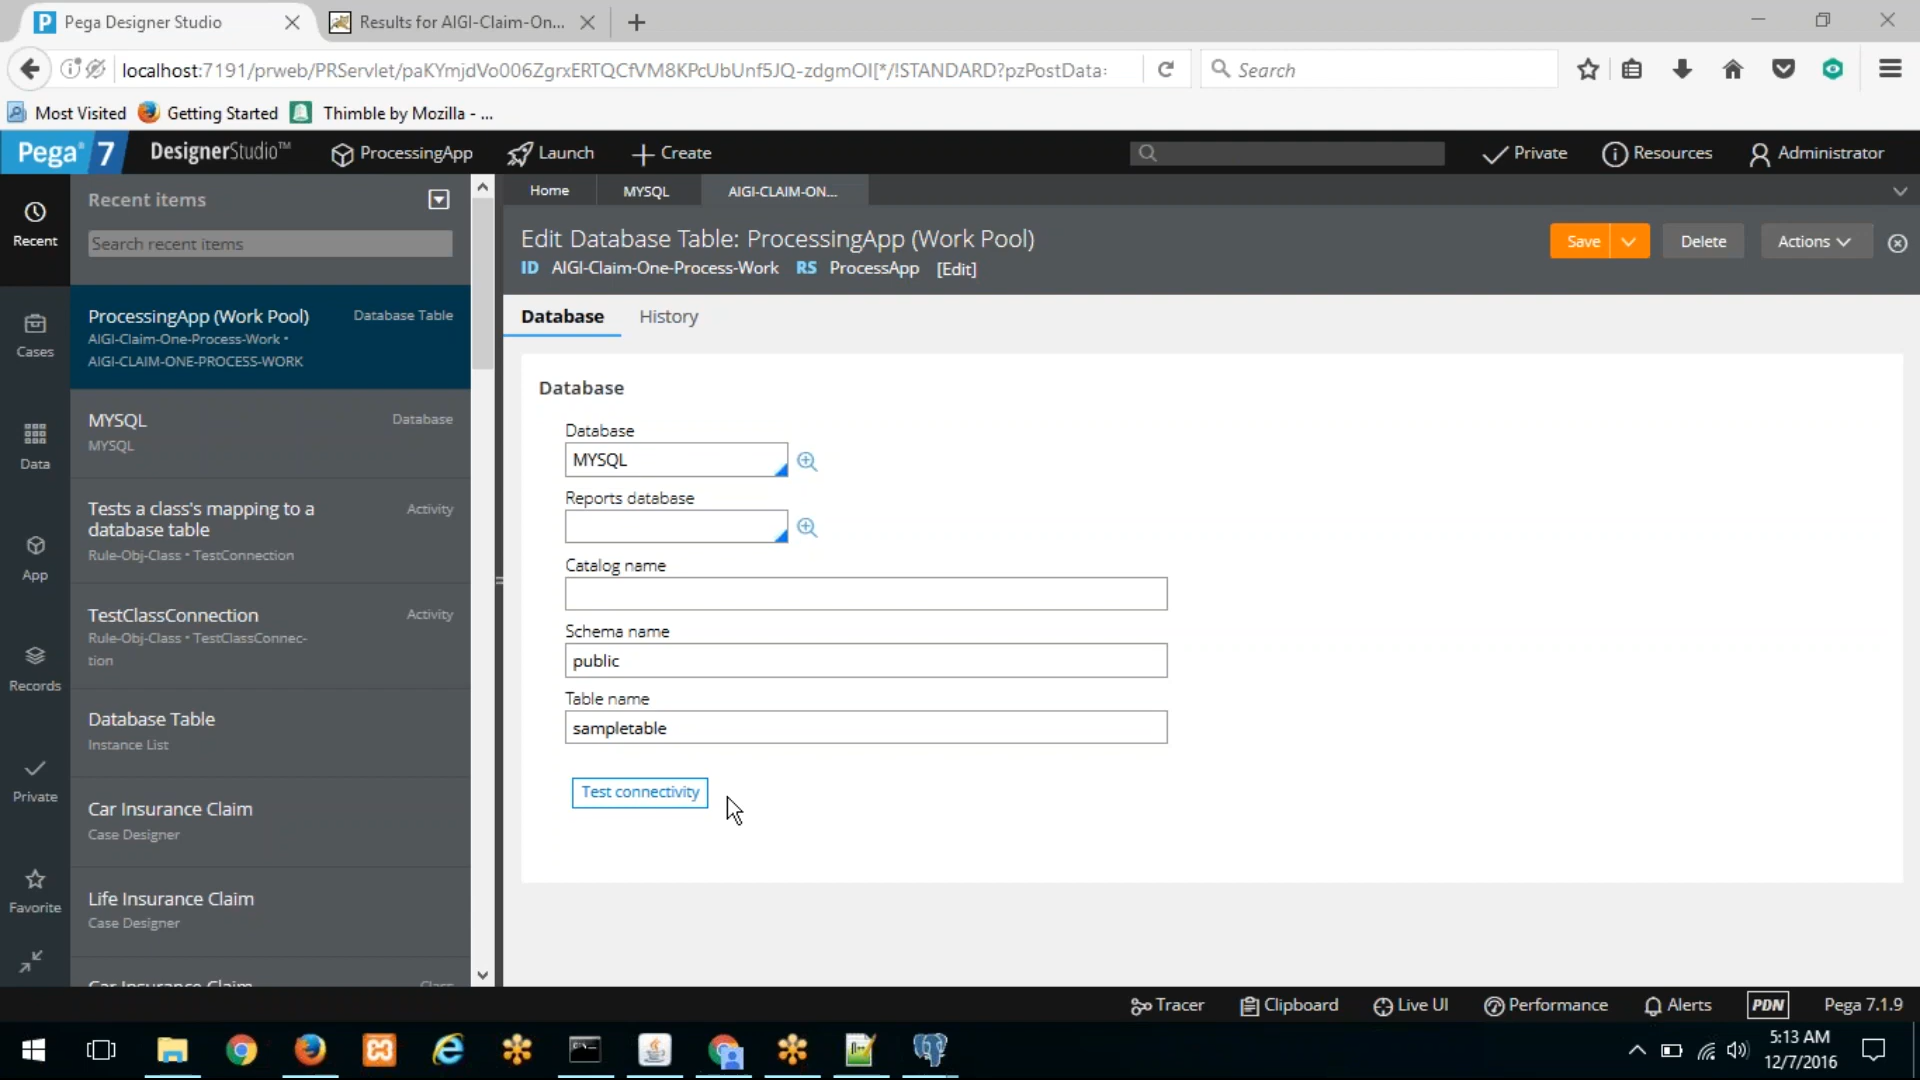 Pega Designer Studio
Results for AIGI-Claim-On...
localhost:7191/prweb/PRServlet/paKYmjdVo006ZgrxERTQCfVM8KPcUbUnf5JQ-zdgmOI[*/!STANDARD?pzPostData:
Search
Most Visited
Getting Started
Thimble by Mozilla - ...
Pega 7
DesignerStudio™
ProcessingApp
Launch
Create
Private
Resources
Administrator
Recent
Cases
Data
App
Records
Private
Favorite
Recent items
Search recent items
ProcessingApp (Work Pool)
Database Table
AIGI-Claim-One-Process-Work •
AIGI-CLAIM-ONE-PROCESS-WORK
MYSQL
Database
MYSQL
Tests a class's mapping to a
database table
Activity
Rule-Obj-Class • TestConnection
TestClassConnection
Activity
Rule-Obj-Class • TestClassConnec-
tion
Database Table
Instance List
Car Insurance Claim
Case Designer
Life Insurance Claim
Case Designer
Car Insurance Claim
Class
Home
MYSQL
AIGI-CLAIM-ON...
Edit Database Table: ProcessingApp (Work Pool)
ID AIGI-Claim-One-Process-Work RS ProcessApp [Edit]
Save
Delete
Actions
Database
History
Database
Database
MYSQL
Reports database
Catalog name
Schema name
public
Table name
sampletable
Test connectivity
Tracer
Clipboard
Live UI
Performance
Alerts
PDN
Pega 7.1.9
5:13 AM
12/7/2016